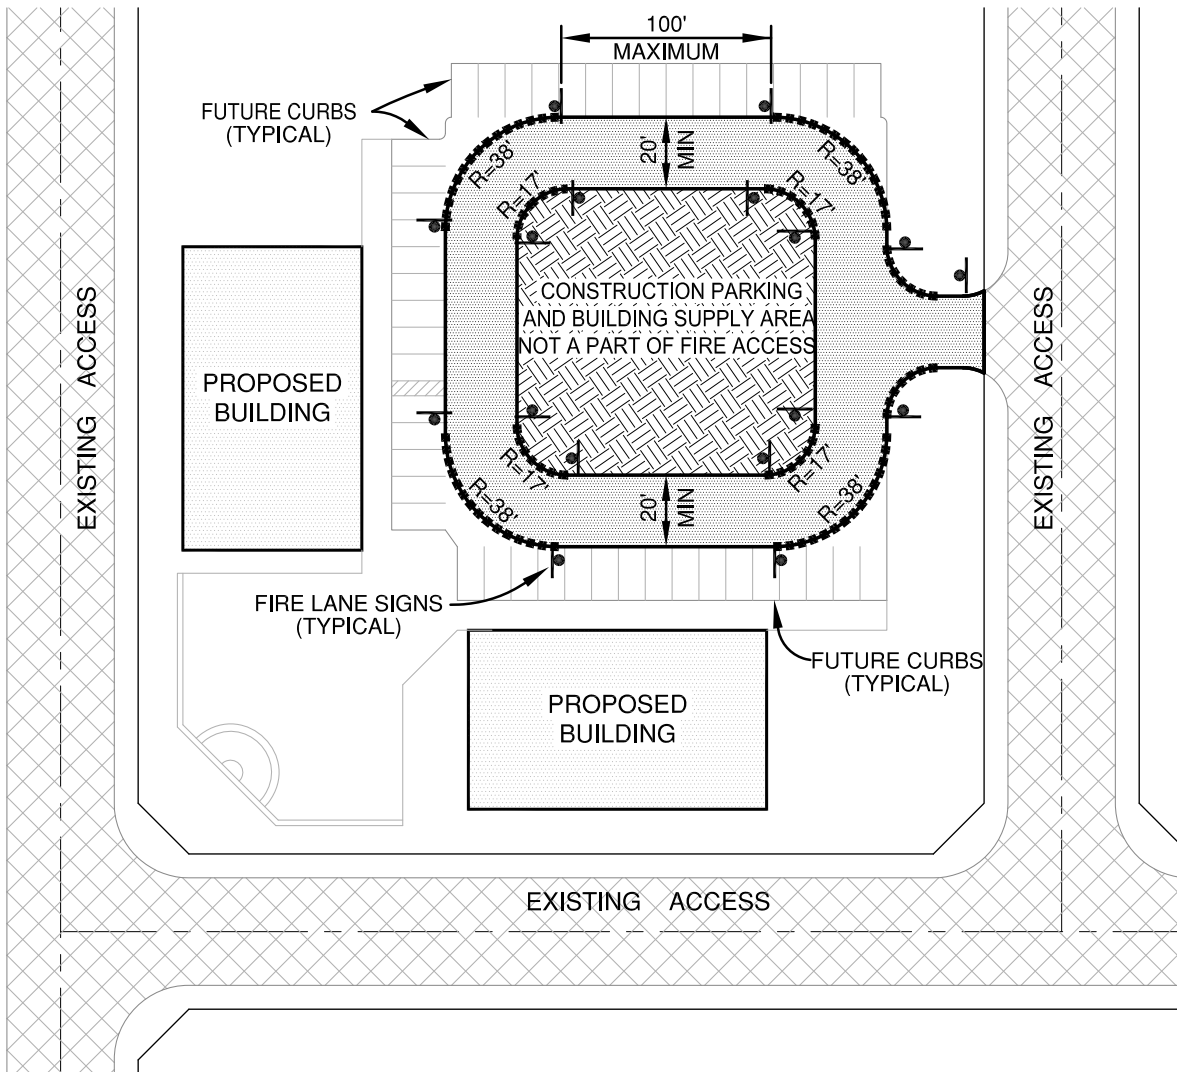 100'
MAXIMUM
FUTURE CURBS
(TYPICAL)
20'
MIN
R=38'
R=38'
R=17'
R=17'
CONSTRUCTION PARKING
AND BUILDING SUPPLY AREA
NOT A PART OF FIRE ACCESS
EXISTING ACCESS
EXISTING ACCESS
PROPOSED
BUILDING
R=17'
R=17'
R=38'
R=38'
20'
MIN
FIRE LANE SIGNS
(TYPICAL)
FUTURE CURBS
(TYPICAL)
PROPOSED
BUILDING
EXISTING ACCESS